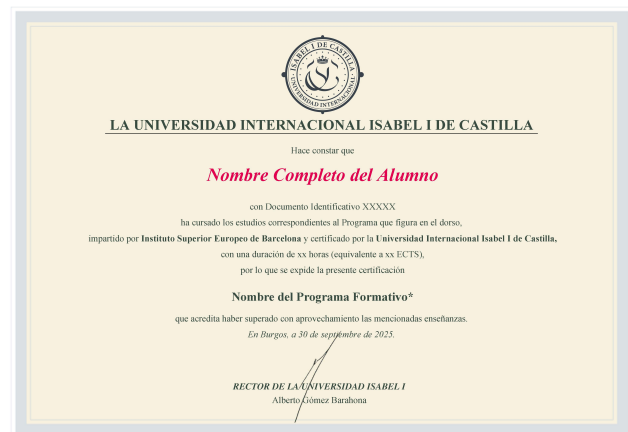 ISABEL I DE CASTILLA
UNIVERSIDAD INTERNACIONAL
LA UNIVERSIDAD INTERNACIONAL ISABEL I DE CASTILLA
Hace constar que
Nombre Completo del Alumno
con Documento Identificativo XXXXX
ha cursado los estudios correspondientes al Programa que figura en el dorso,
impartido por Instituto Superior Europeo de Barcelona y certificado por la Universidad Internacional Isabel I de Castilla,
con una duración de xx horas (equivalente a xx ECTS),
por lo que se expide la presente certificación
Nombre del Programa Formativo*
que acredita haber superado con aprovechamiento las mencionadas enseñanzas.
En Burgos, a 30 de septiembre de 2025.
RECTOR DE LA UNIVERSIDAD ISABEL I
Alberto Gómez Barahona